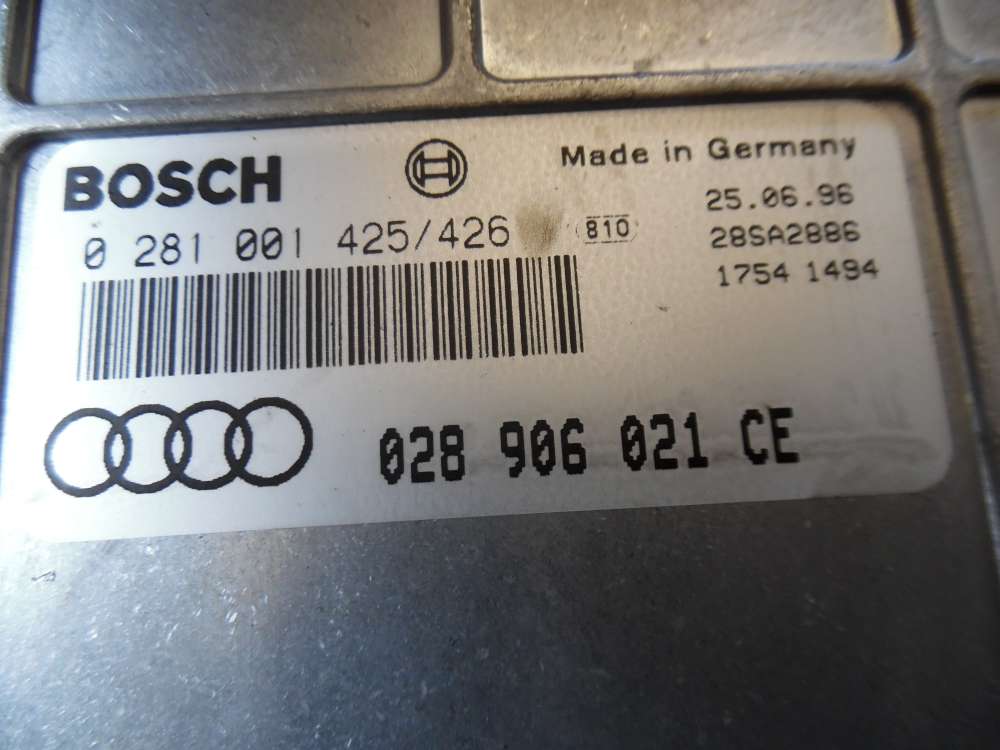 BOSCH
Made in Germany
0 281 001 425/426
810
25.06.96
28SA2886
1754 1494
028 906 021 CE